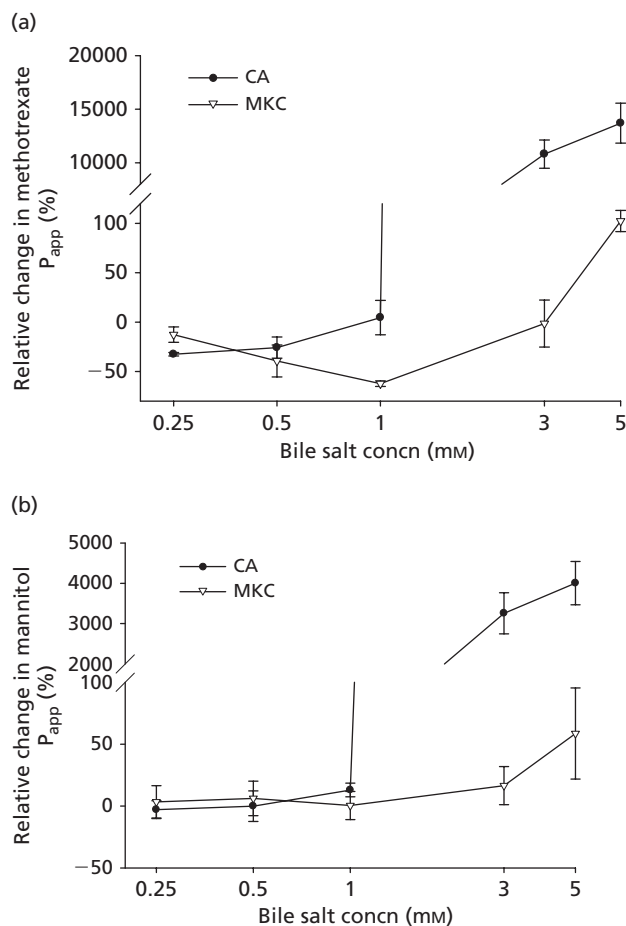 (a)
20000
15000
10000
100
50
0
−50
CA
MKC
Relative change in methotrexate
Papp (%)
0.25 0.5 1 3 5
Bile salt concn (mM)
(b)
5000
4000
3000
2000
100
50
0
−50
CA
MKC
Relative change in mannitol
Papp (%)
0.25 0.5 1 3 5
Bile salt concn (mM)